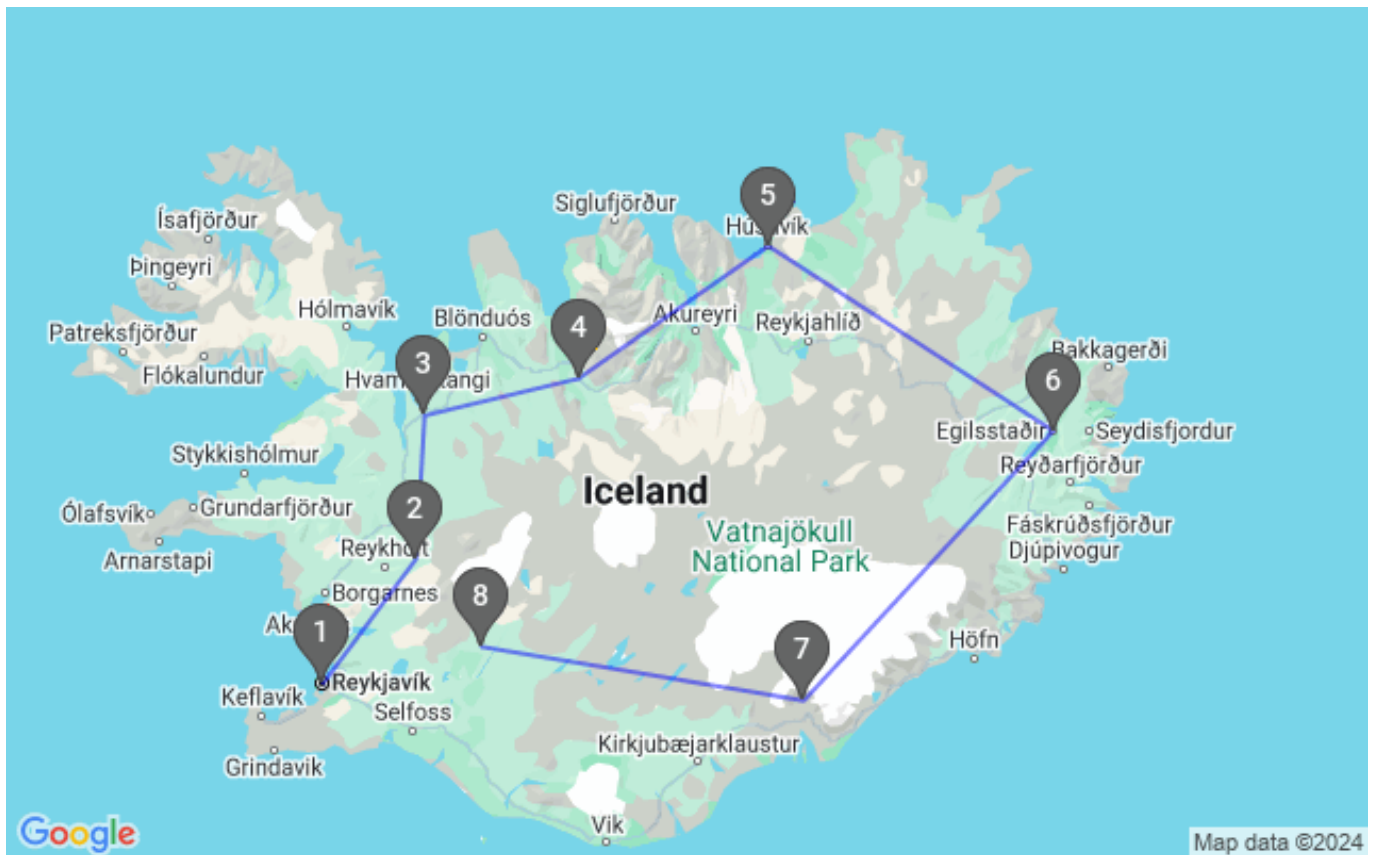 5
Siglufjörður
Ísafjörður
Húsavík
Þingeyri
Hólmavík
Blönduós
4
Akureyri
Reykjahlíð
Patreksfjörður
3
Bakkagerði
Flókalundur
Hvammstangi
6
Egilsstaðir
Seydisfjordur
Stykkishólmur
Reyðarfjörður
Iceland
Ólafsvík
Grundarfjörður
2
Vatnajökull
National Park
Fáskrúðsfjörður
Arnarstapi
Reykholt
Djúpivogur
Borgarnes
8
1
7
Höfn
Reykjavík
Keflavík
Selfoss
Kirkjubæjarklaustur
Grindavik
Vik
Google
Map data ©2024